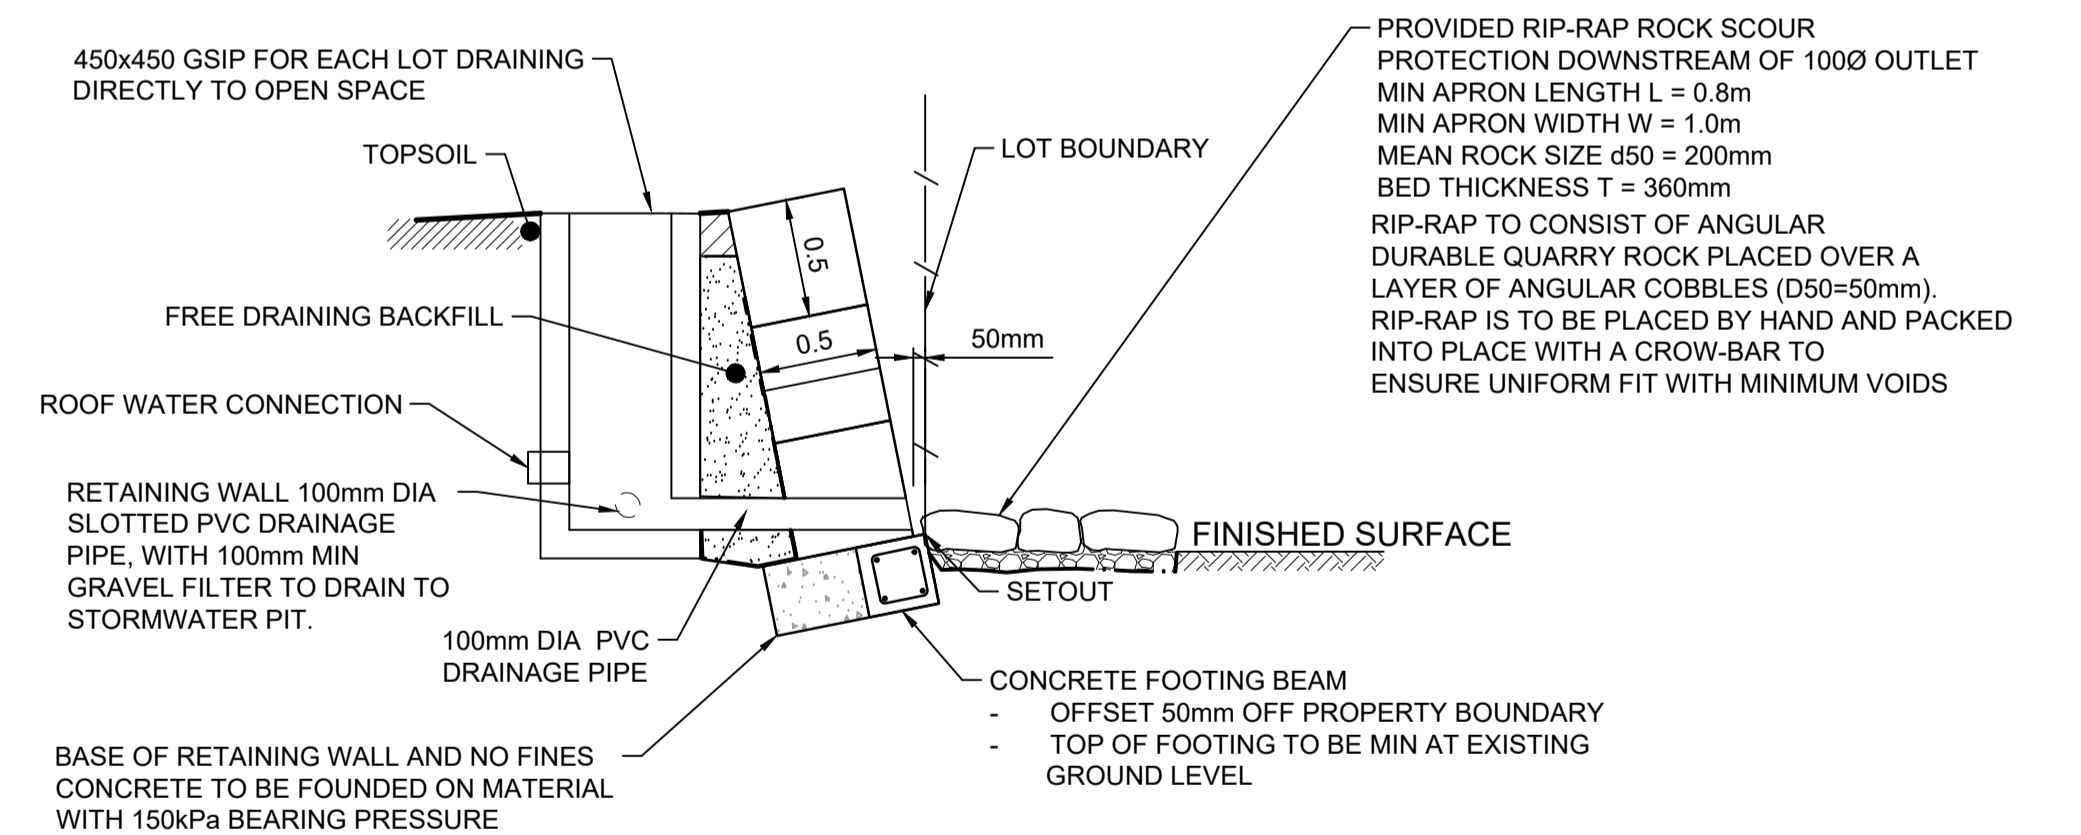 450x450 GSIP FOR EACH LOT DRAINING
DIRECTLY TO OPEN SPACE
TOPSOIL
FREE DRAINING BACKFILL
ROOF WATER CONNECTION
RETAINING WALL 100mm DIA
SLOTTED PVC DRAINAGE
PIPE, WITH 100mm MIN
GRAVEL FILTER TO DRAIN TO
STORMWATER PIT.
100mm DIA PVC
DRAINAGE PIPE
BASE OF RETAINING WALL AND NO FINES
CONCRETE TO BE FOUNDED ON MATERIAL
WITH 150kPa BEARING PRESSURE
0.5
0.5
LOT BOUNDARY
50mm
PROVIDED RIP-RAP ROCK SCOUR
PROTECTION DOWNSTREAM OF 100Ø OUTLET
MIN APRON LENGTH L = 0.8m
MIN APRON WIDTH W = 1.0m
MEAN ROCK SIZE d50 = 200mm
BED THICKNESS T = 360mm
RIP-RAP TO CONSIST OF ANGULAR
DURABLE QUARRY ROCK PLACED OVER A
LAYER OF ANGULAR COBBLES (D50=50mm).
RIP-RAP IS TO BE PLACED BY HAND AND PACKED
INTO PLACE WITH A CROW-BAR TO
ENSURE UNIFORM FIT WITH MINIMUM VOIDS
FINISHED SURFACE
SETOUT
CONCRETE FOOTING BEAM
- OFFSET 50mm OFF PROPERTY BOUNDARY
- TOP OF FOOTING TO BE MIN AT EXISTING
GROUND LEVEL